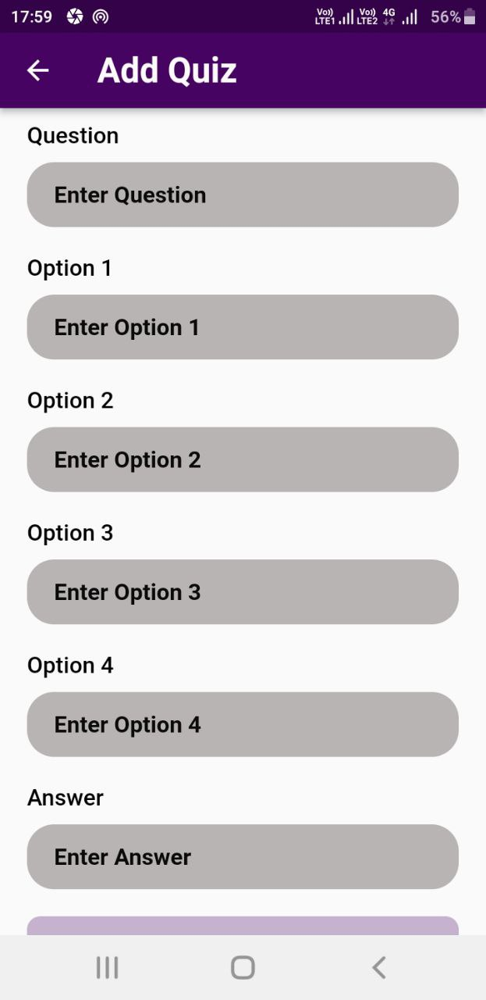 17:59 Vo) LTE1 Vo) LTE2 4G 56%
Add Quiz
Question
Enter Question
Option 1
Enter Option 1
Option 2
Enter Option 2
Option 3
Enter Option 3
Option 4
Enter Option 4
Answer
Enter Answer